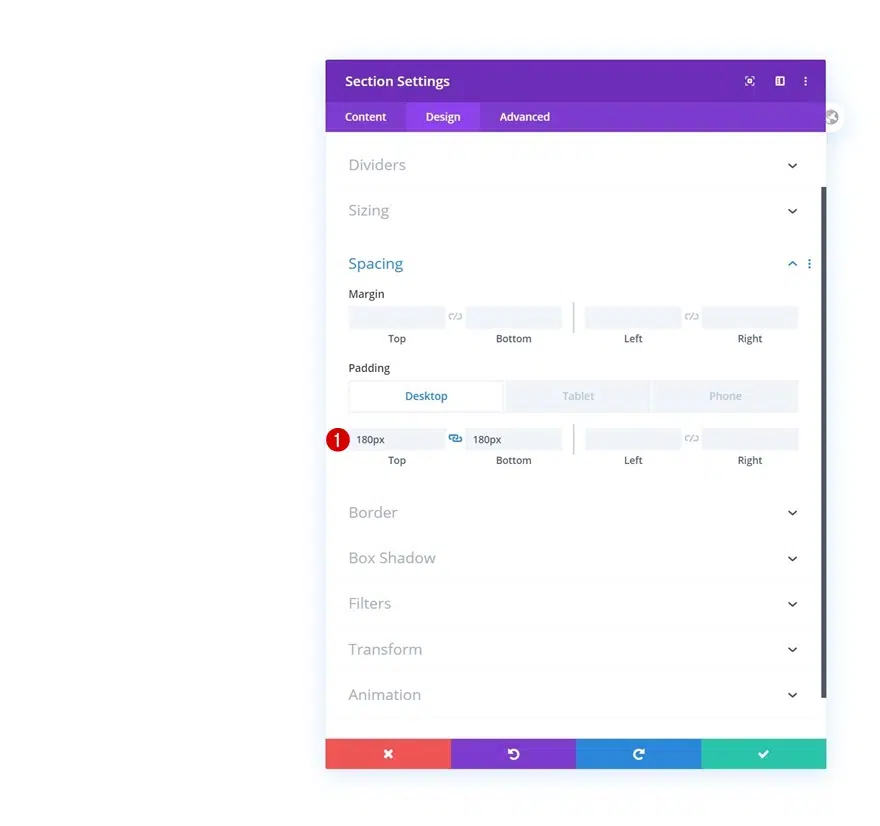 Section Settings
Content Design Advanced
Dividers
Sizing
Spacing
Margin
Top Bottom Left Right
Padding
Desktop Tablet Phone
1 180px 180px
Top Bottom Left Right
Border
Box Shadow
Filters
Transform
Animation